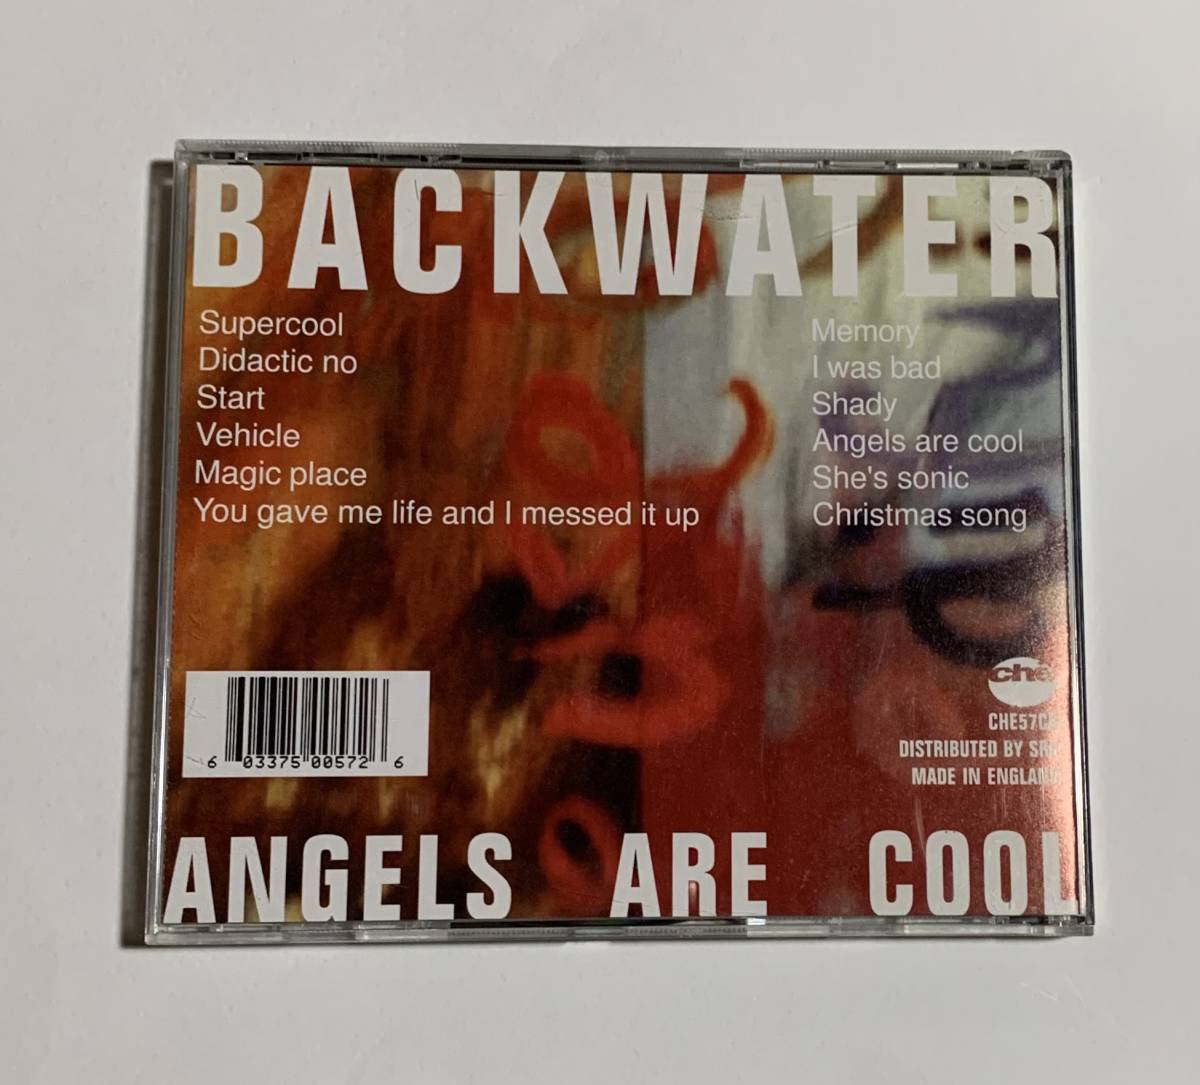 BACKWATER
Supercool
Didactic no
Start
Vehicle
Magic place
You gave me life and I messed it up
Memory
I was bad
Shady
Angels are cool
She's sonic
Christmas song
6 03375 00572 6
che
DISTRIBUTED BY
MADE IN ENGLAND
ANGELS ARE COOL